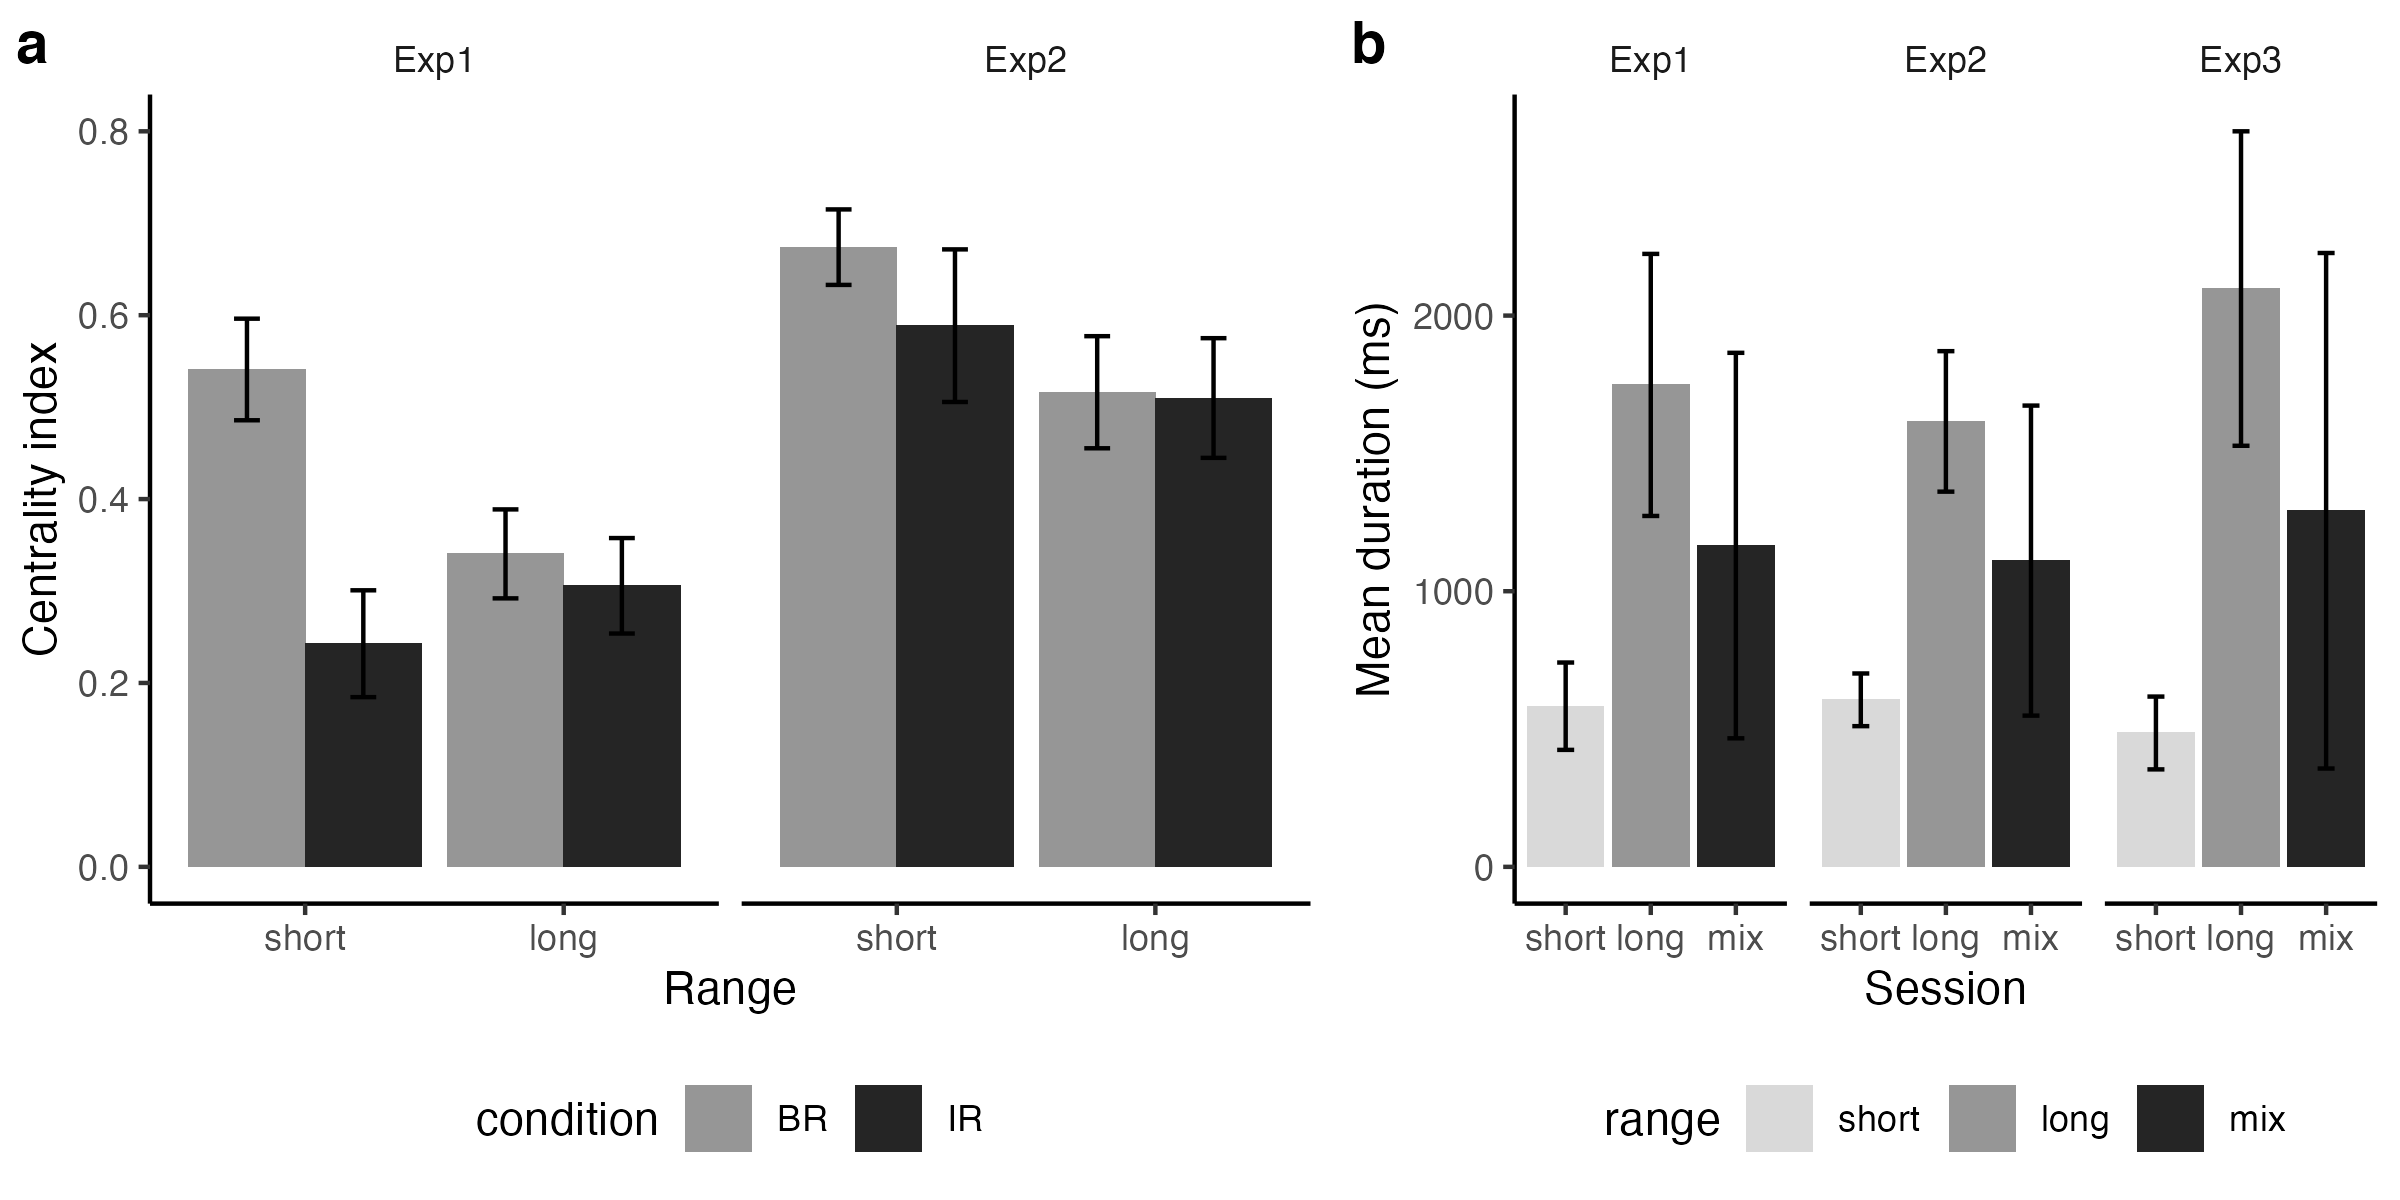 a
Exp1
Exp2
Centrality index
0.8
0.6
0.4
0.2
0.0
short
long
short
long
Range
condition
BR
IR
b
Exp1
Exp2
Exp3
Mean duration (ms)
2000
1000
0
short long mix
short long mix
short long mix
Session
range
short
long
mix